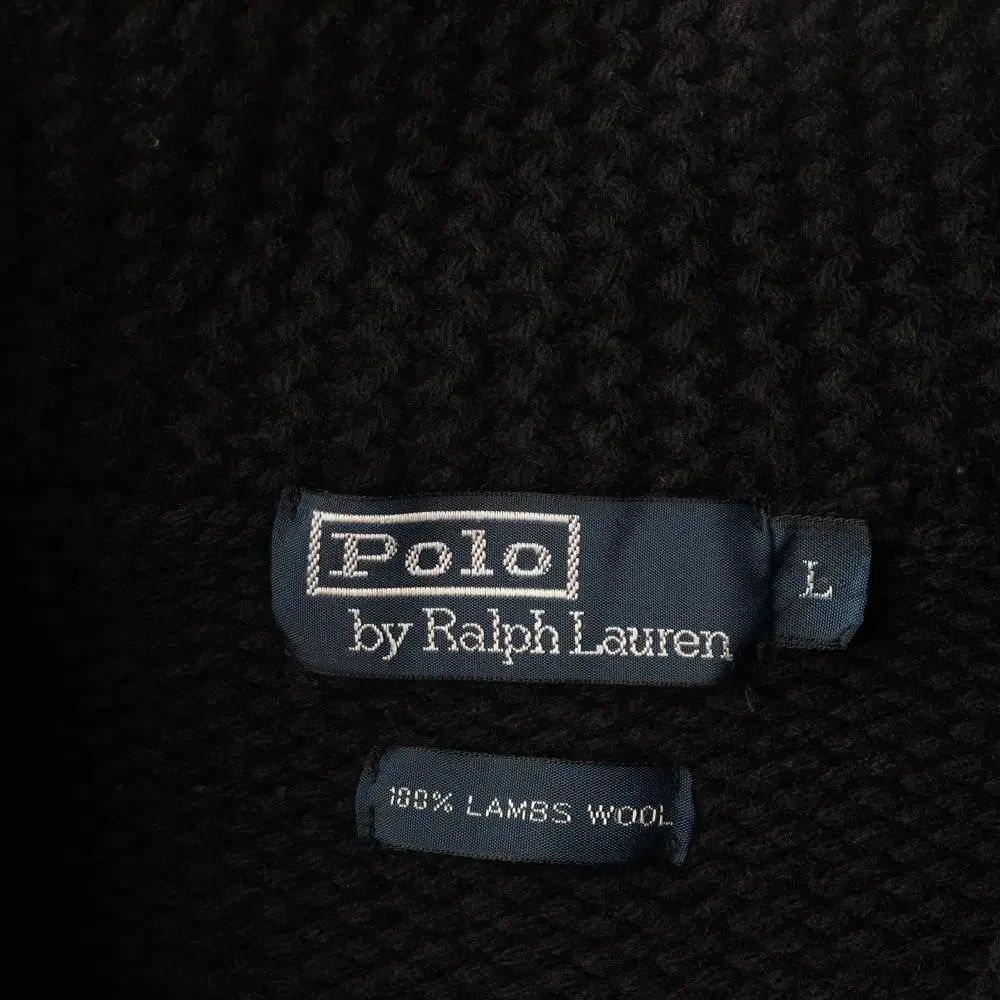 Polo
by Ralph Lauren
L
100% LAMBS WOOL